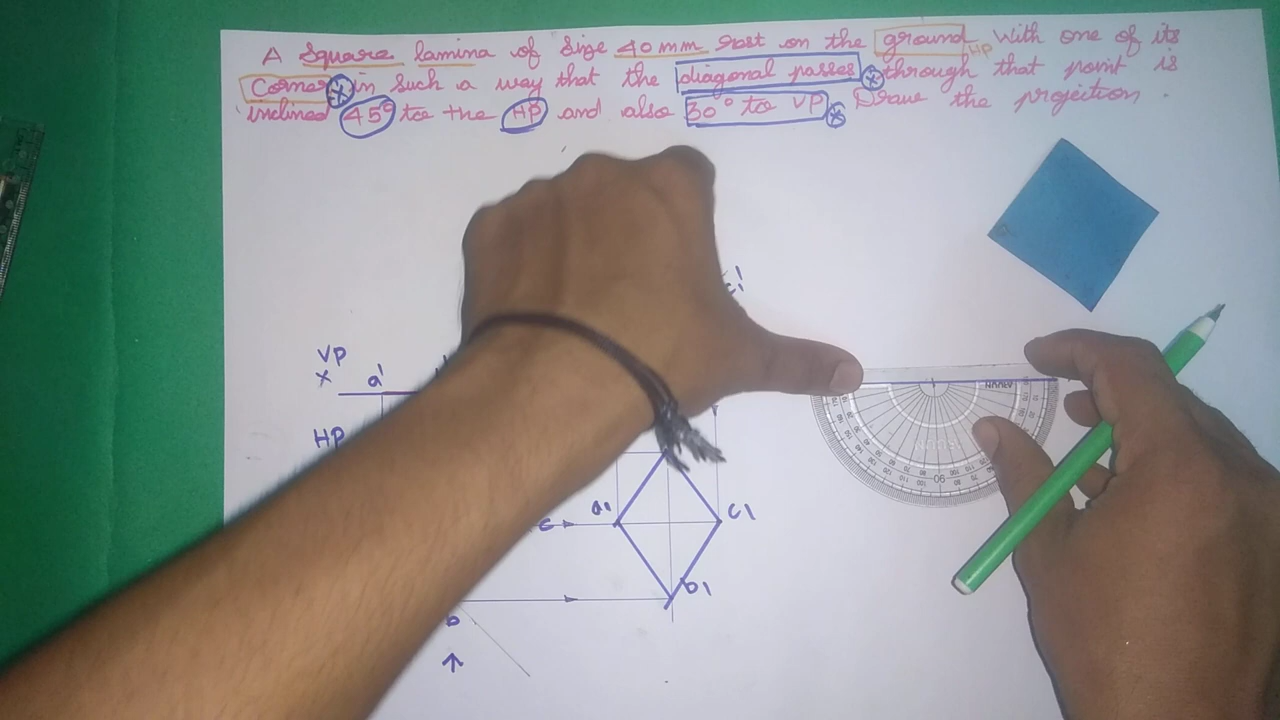 A Square lamina of Size 40mm rest on the ground with one of its
HP
Corner in such a way that the diagonal passes through that point is
inclined 45° to the HP and also 30° to VP. Draw the projection.
c'
VP
X
a'
HP
a1
c1
c
b1
b
90